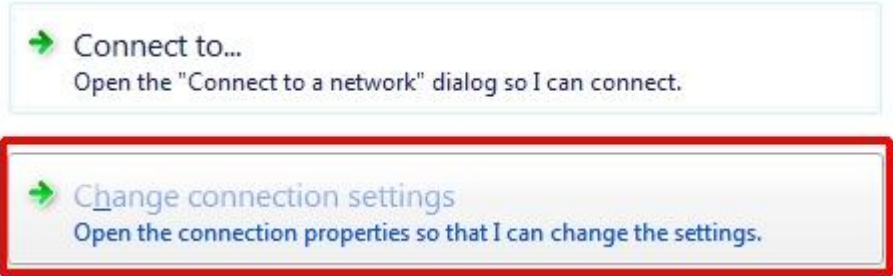 Connect to...
Open the "Connect to a network" dialog so I can connect.
Change connection settings
Open the connection properties so that I can change the settings.